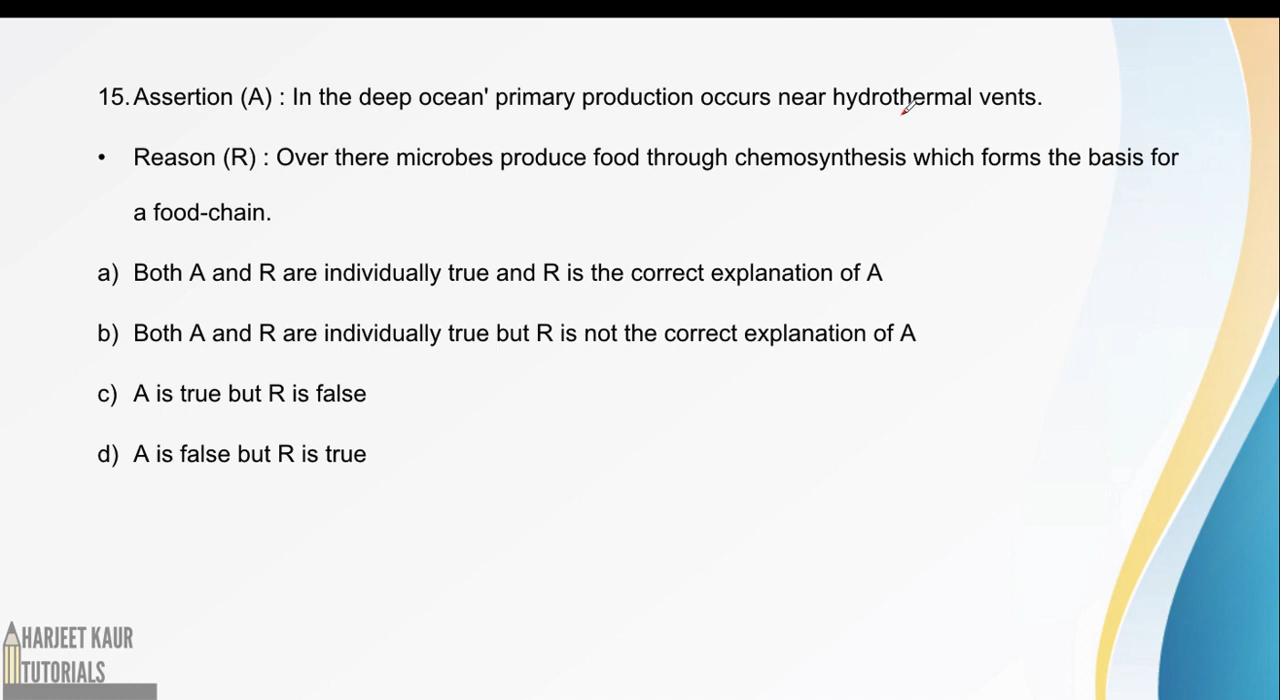 15. Assertion (A) : In the deep ocean' primary production occurs near hydrothermal vents.
• Reason (R) : Over there microbes produce food through chemosynthesis which forms the basis for
a food-chain.
a) Both A and R are individually true and R is the correct explanation of A
b) Both A and R are individually true but R is not the correct explanation of A
c) A is true but R is false
d) A is false but R is true
HARJEET KAUR
TUTORIALS